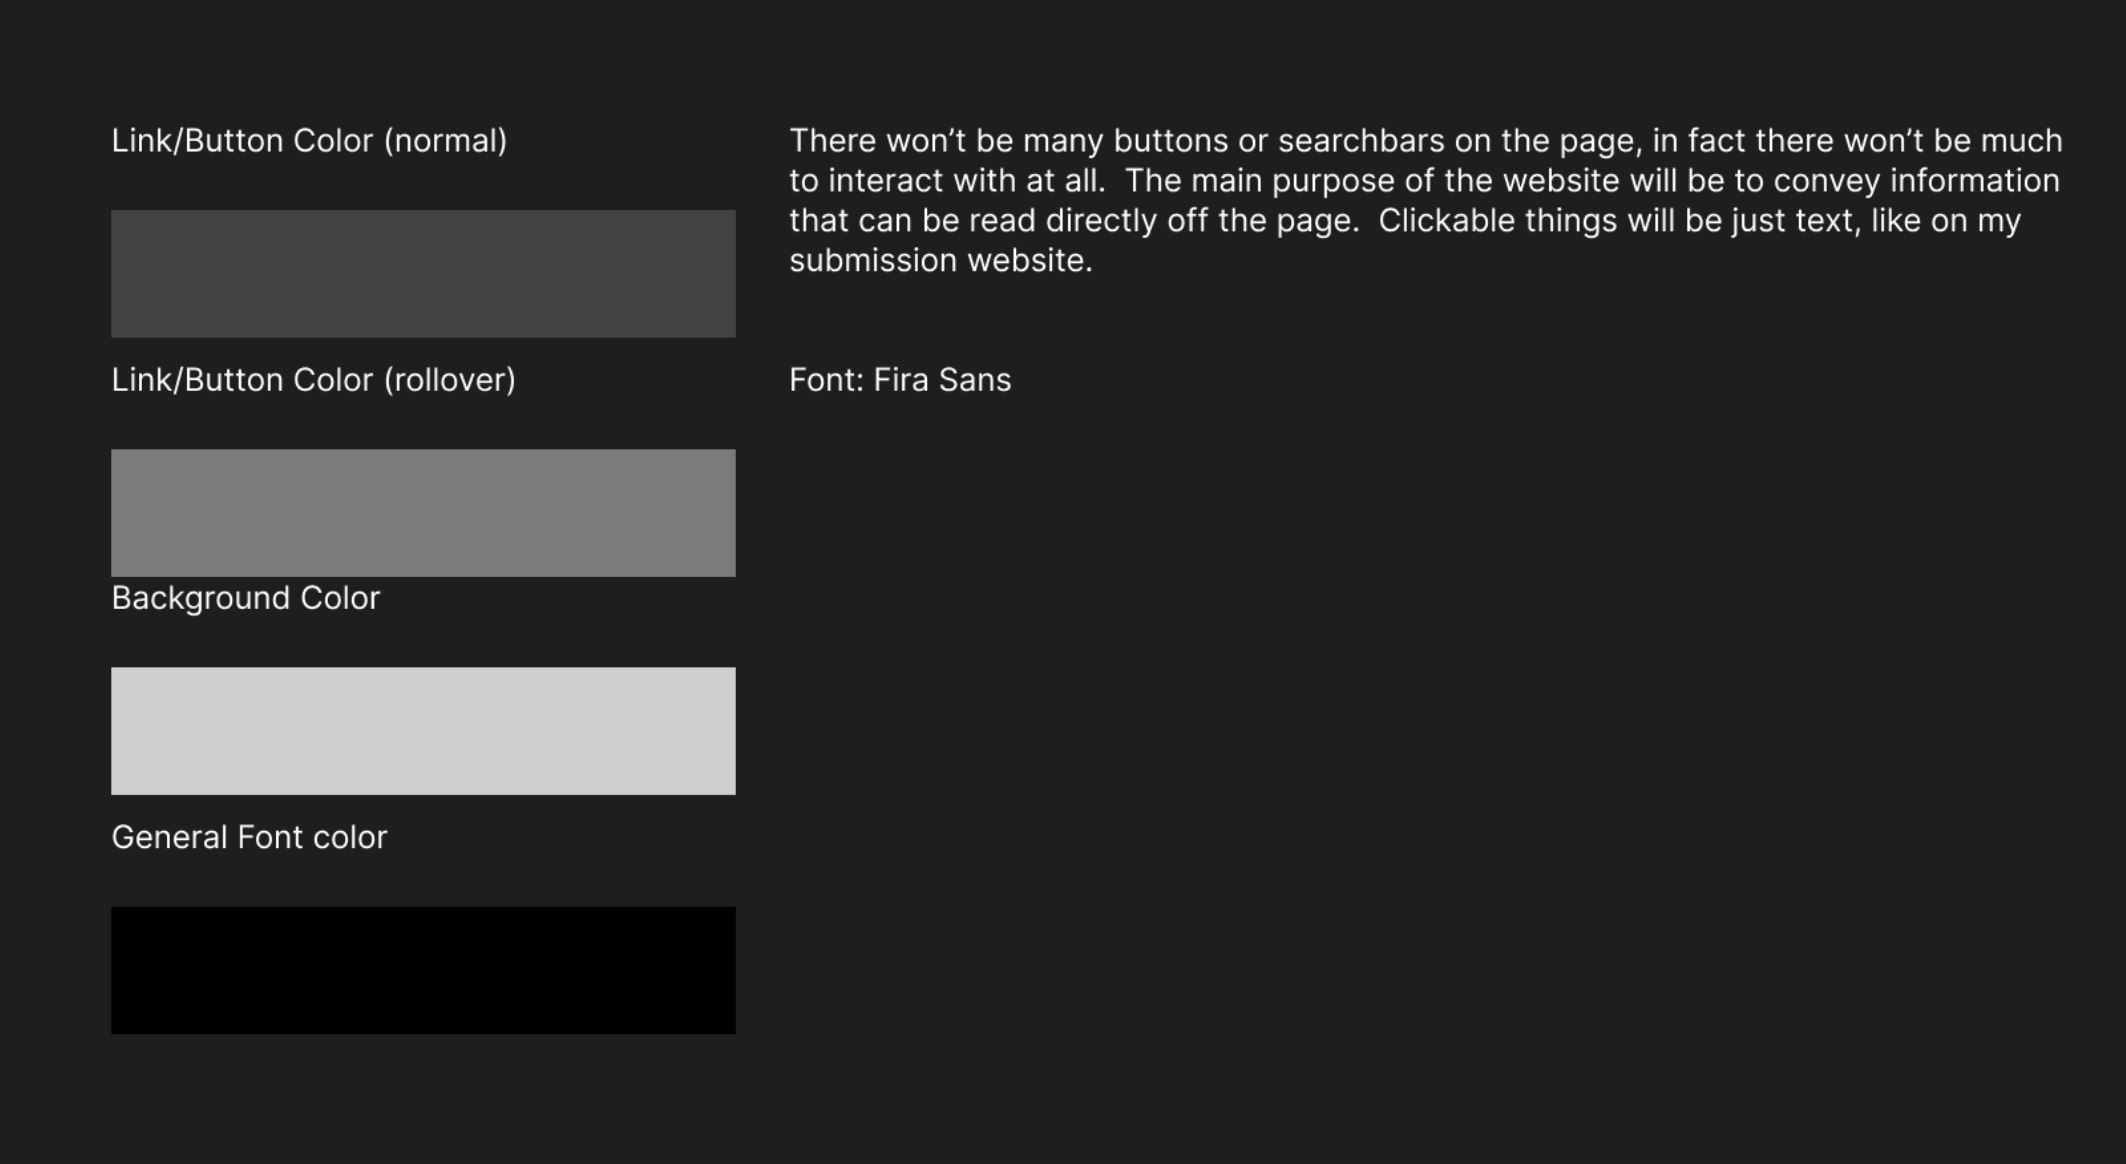 Link/Button Color (normal)
Link/Button Color (rollover)
Background Color
General Font color
There won’t be many buttons or searchbars on the page, in fact there won’t be much
to interact with at all.  The main purpose of the website will be to convey information
that can be read directly off the page.  Clickable things will be just text, like on my
submission website.
Font: Fira Sans